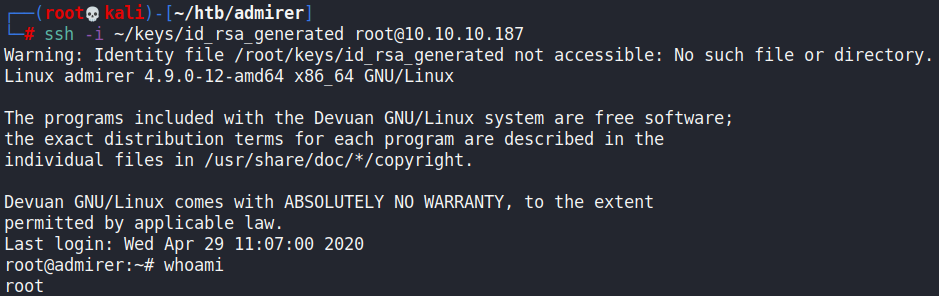 ┌──(root💀kali)-[~/htb/admirer]
└─# ssh -i ~/keys/id_rsa_generated root@10.10.10.187
Warning: Identity file /root/keys/id_rsa_generated not accessible: No such file or directory.
Linux admirer 4.9.0-12-amd64 x86_64 GNU/Linux

The programs included with the Devuan GNU/Linux system are free software;
the exact distribution terms for each program are described in the
individual files in /usr/share/doc/*/copyright.

Devuan GNU/Linux comes with ABSOLUTELY NO WARRANTY, to the extent
permitted by applicable law.
Last login: Wed Apr 29 11:07:00 2020
root@admirer:~# whoami
root